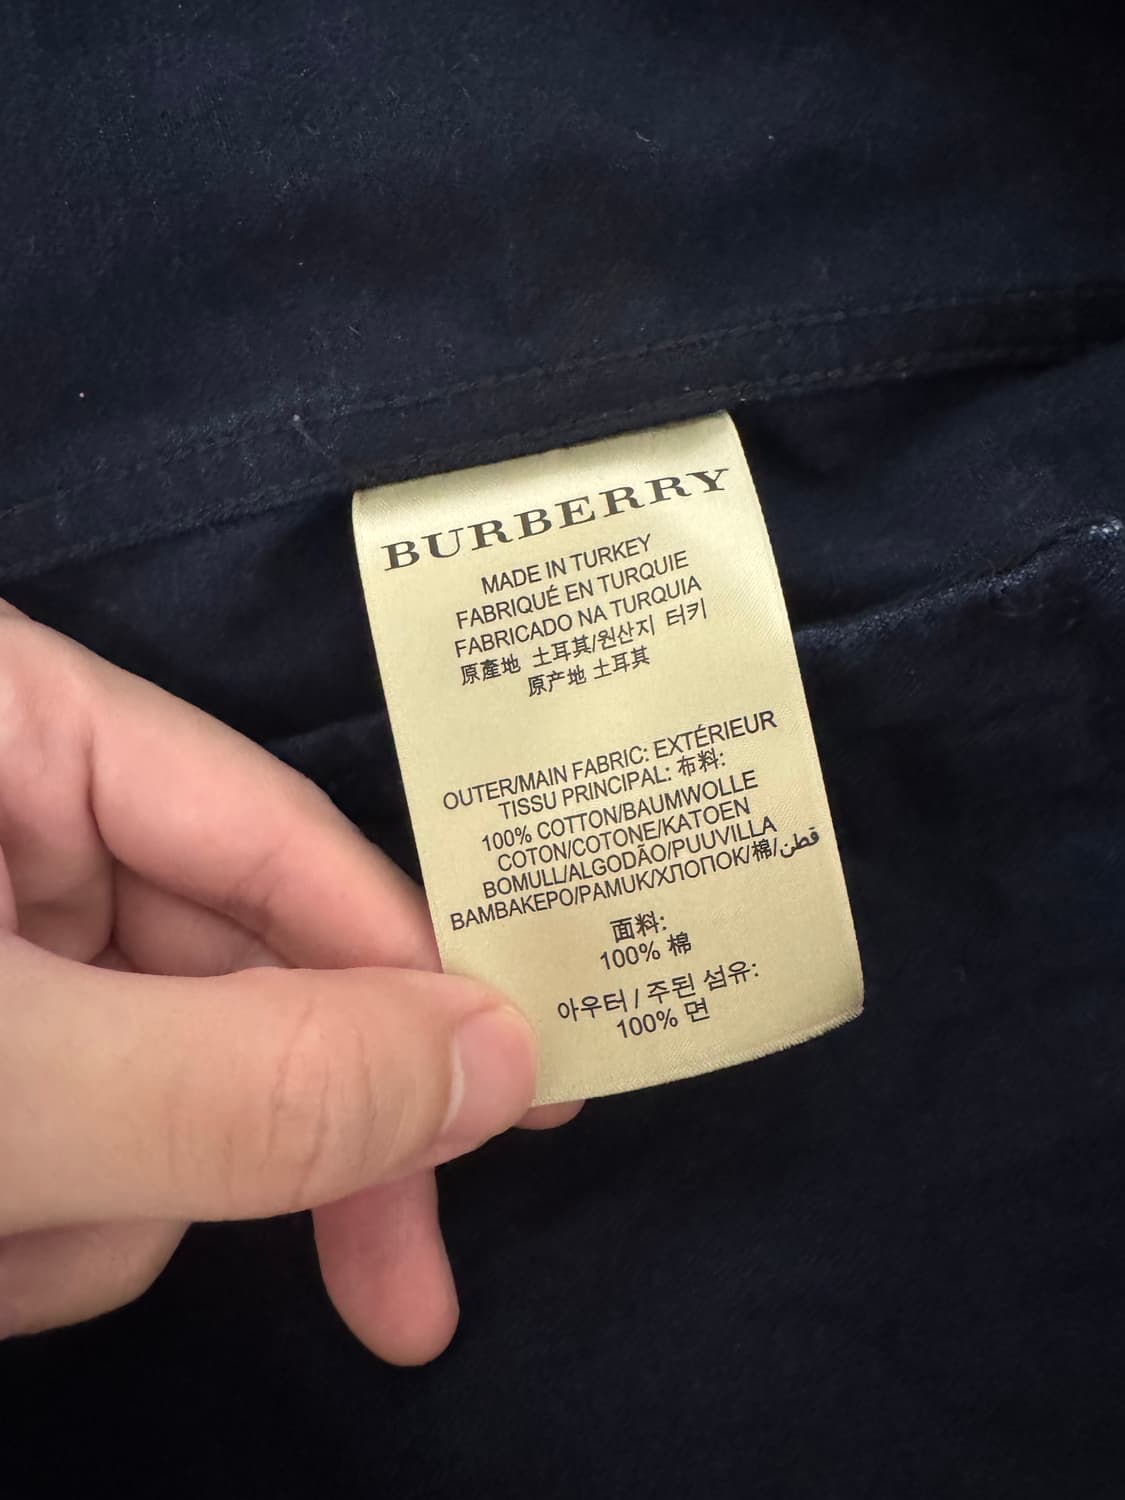 BURBERRY
MADE IN TURKEY
FABRIQUÉ EN TURQUIE
FABRICADO NA TURQUIA
原產地 土耳其/원산지 터키
原产地 土耳其
OUTER/MAIN FABRIC: EXTÉRIEUR
TISSU PRINCIPAL: 布料:
100% COTTON/BAUMWOLLE
COTON/COTONE/KATOEN
BOMULL/ALGODÃO/PUUVILLA
ΒΑΜΒΑΚΕΡΟ/PAMUK/ХЛОПОК/棉/قطن
面料:
100% 棉
아우터 / 주된 섬유:
100% 면